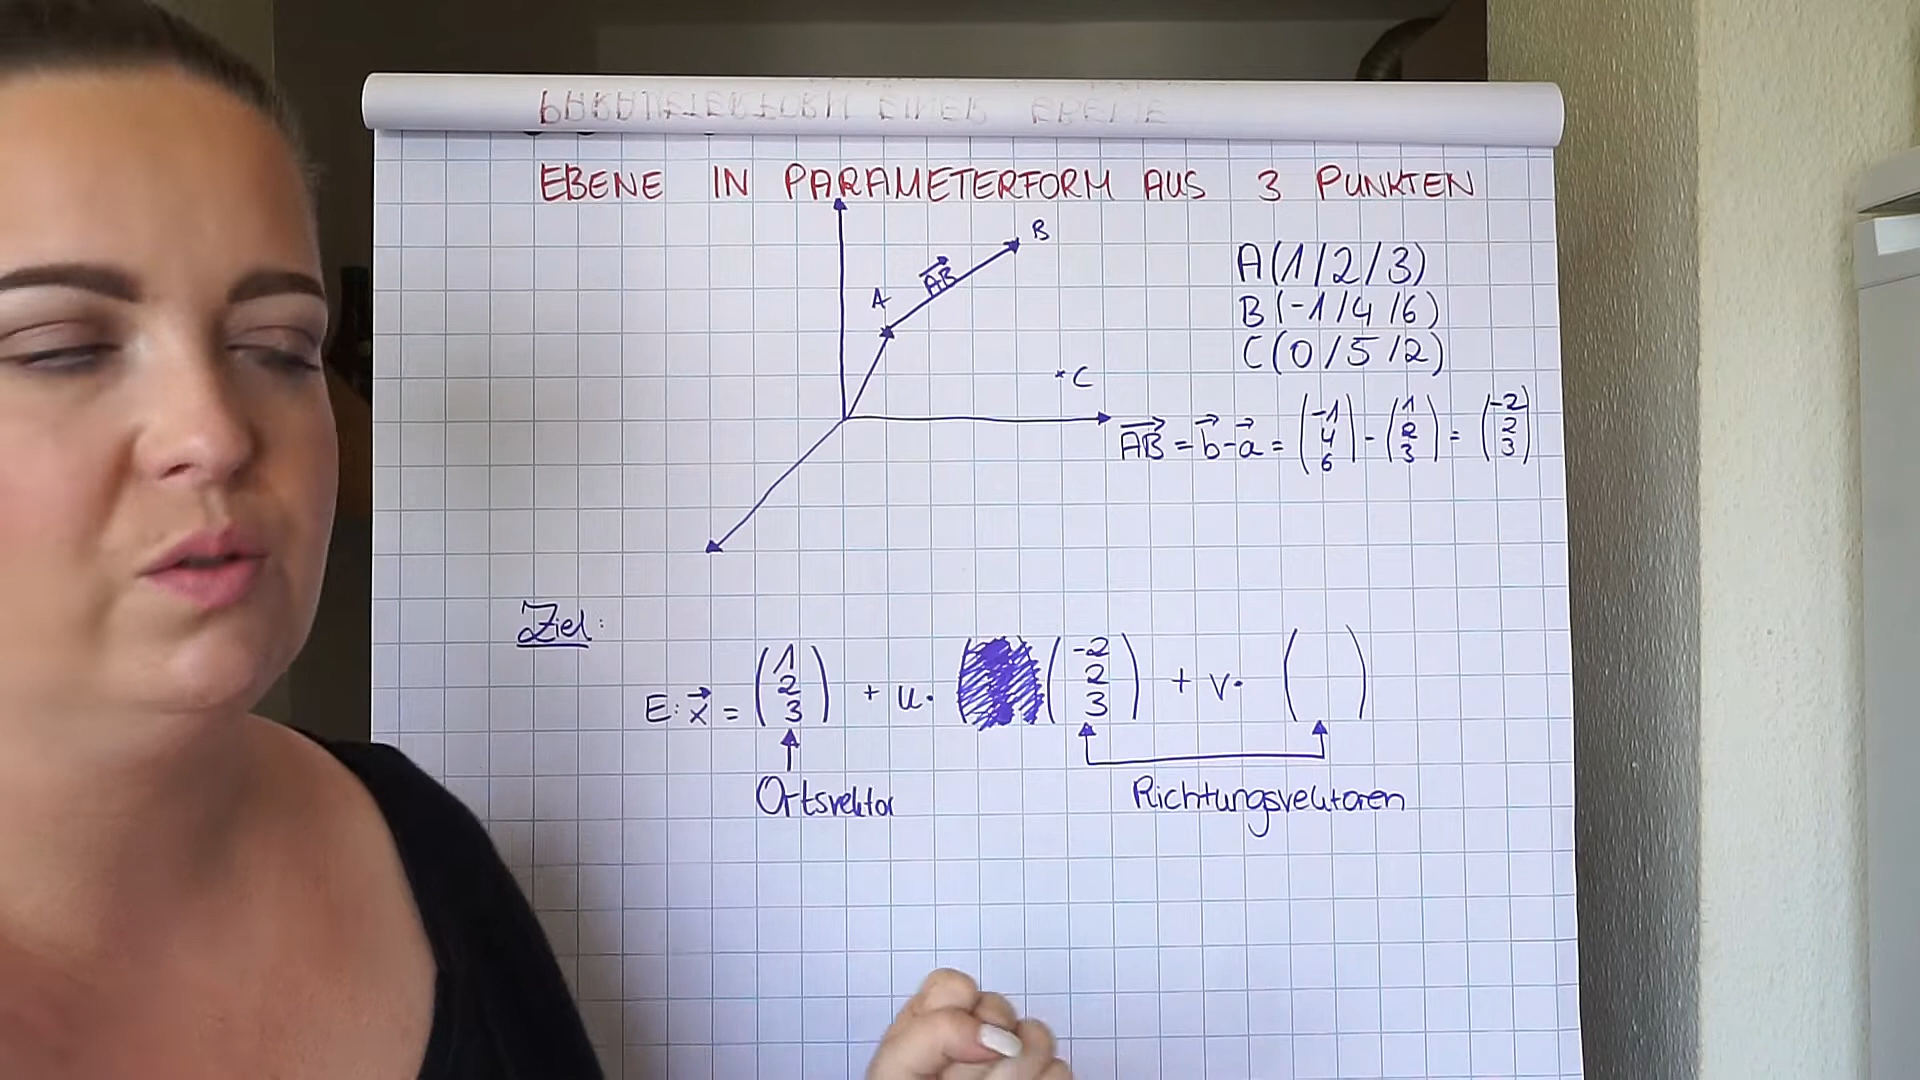 EBENE IN PARAMETERFORM AUS 3 PUNKTEN
B
AB
A
C
A(1/2/3)
B(-1/4/6)
C(0/5/2)
AB = b - a = (-1 4 6) - (1 2 3) = (-2 2 3)
Ziel:
E: x = (1 2 3) + u· (-2 2 3) + v· ( )
Ortsvektor
Richtungsvektoren